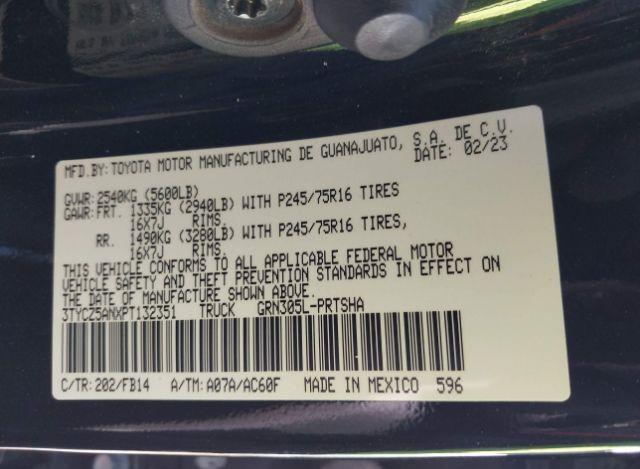 MFD.BY:TOYOTA MOTOR MANUFACTURING DE GUANAJUATO, S.A. DE C.V.
DATE: 02/23
GVWR:2540KG (5600LB)
GAWR:FRT. 1335KG (2940LB) WITH P245/75R16 TIRES
16X7J RIMS.
RR. 1490KG (3280LB) WITH P245/75R16 TIRES,
16X7J RIMS.
THIS VEHICLE CONFORMS TO ALL APPLICABLE FEDERAL MOTOR
VEHICLE SAFETY AND THEFT PREVENTION STANDARDS IN EFFECT ON
THE DATE OF MANUFACTURE SHOWN ABOVE.
3TYCZ5ANXPT132351 TRUCK GRN305L-PRTSHA
C/TR:202/FB14 A/TM:A07A/AC60F MADE IN MEXICO 596